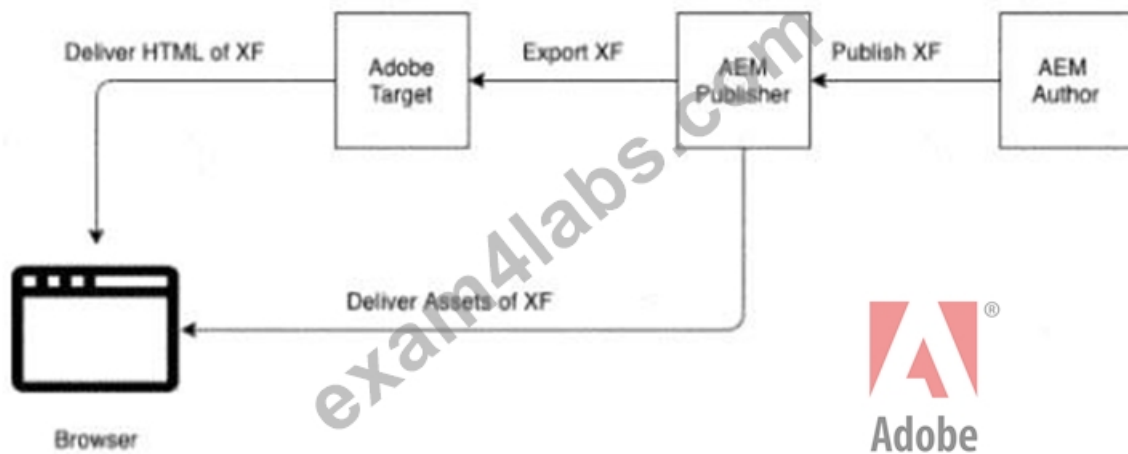 Deliver HTML of XF
Adobe
Target
Export XF
AEM
Publisher
Publish XF
AEM
Author
Deliver Assets of XF
Browser
exam4labs.com
®
Adobe